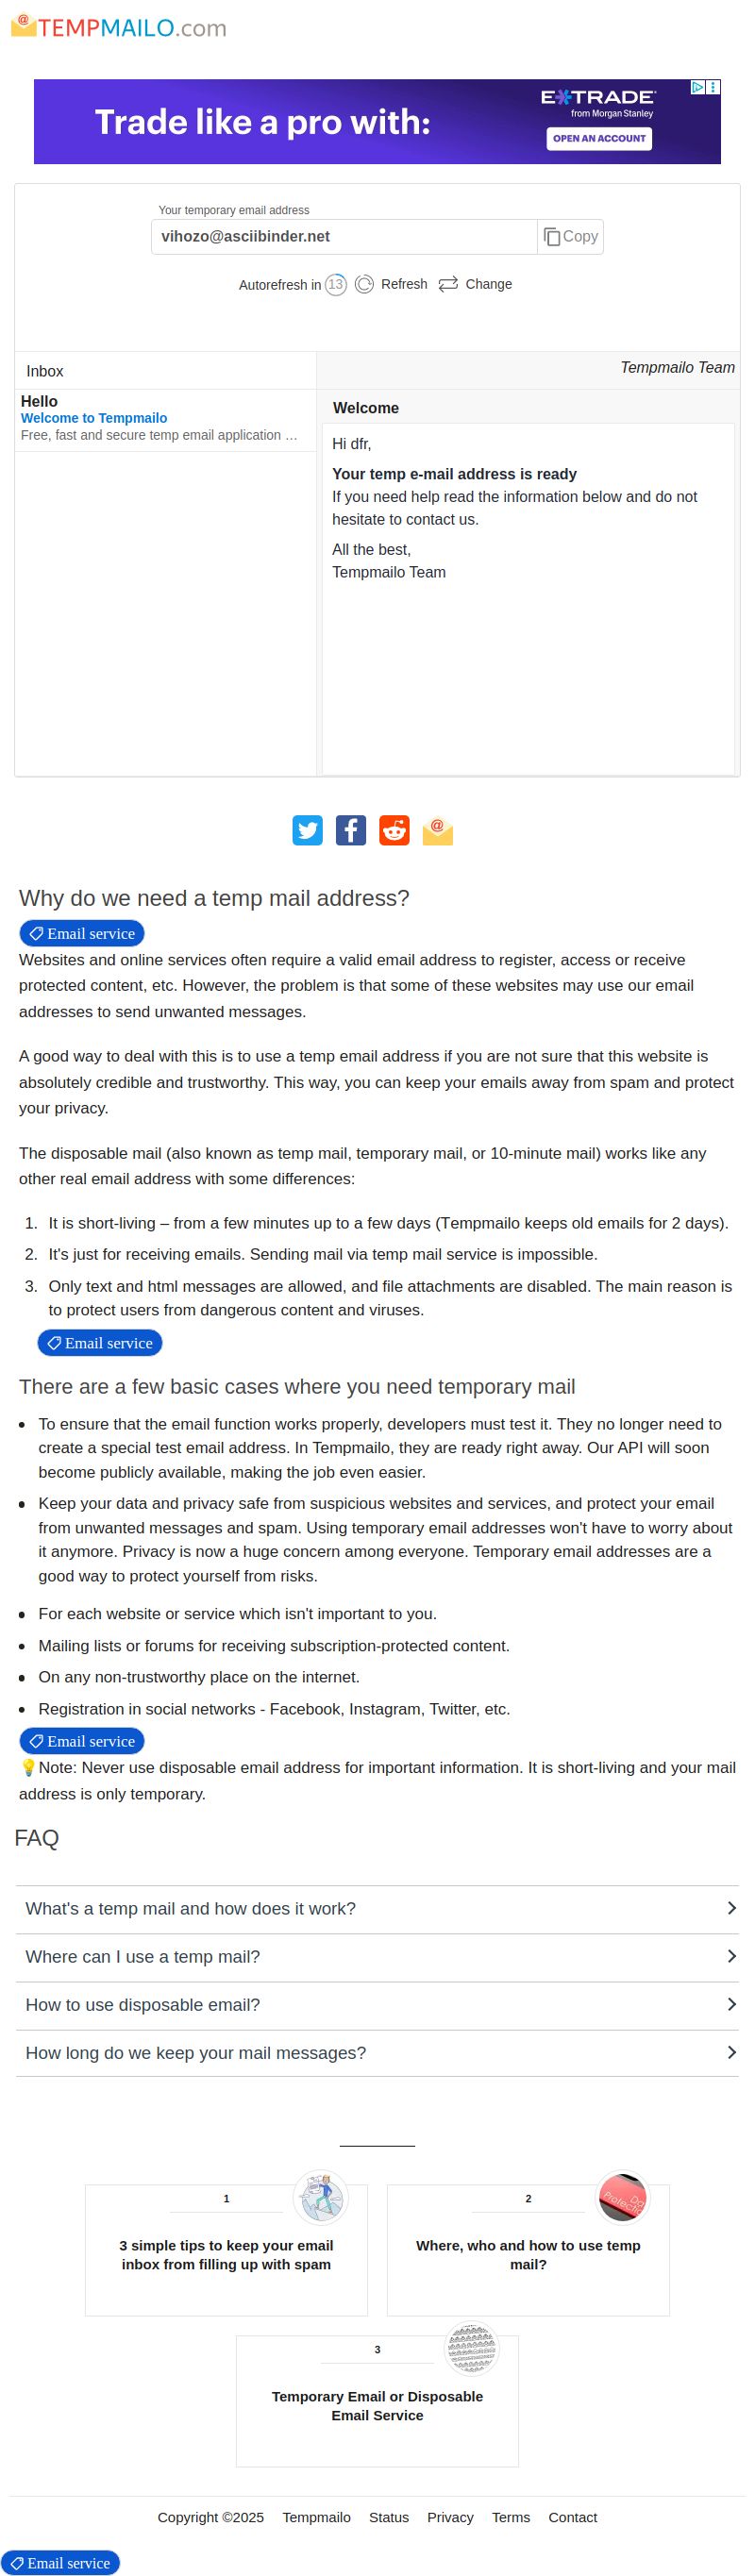 TEMPMAILO.com
Trade like a pro with:
E*TRADE
from Morgan Stanley
OPEN AN ACCOUNT
Your temporary email address
vihozo@asciibinder.net
Copy
Autorefresh in 13 Refresh Change
Inbox
Tempmailo Team
Hello
Welcome to Tempmailo
Free, fast and secure temp email application …
Welcome
Hi dfr,
Your temp e-mail address is ready
If you need help read the information below and do not
hesitate to contact us.
All the best,
Tempmailo Team
Why do we need a temp mail address?
Email service
Websites and online services often require a valid email address to register, access or receive
protected content, etc. However, the problem is that some of these websites may use our email
addresses to send unwanted messages.
A good way to deal with this is to use a temp email address if you are not sure that this website is
absolutely credible and trustworthy. This way, you can keep your emails away from spam and protect
your privacy.
The disposable mail (also known as temp mail, temporary mail, or 10-minute mail) works like any
other real email address with some differences:
1. It is short-living – from a few minutes up to a few days (Tempmailo keeps old emails for 2 days).
2. It's just for receiving emails. Sending mail via temp mail service is impossible.
3. Only text and html messages are allowed, and file attachments are disabled. The main reason is
to protect users from dangerous content and viruses.
Email service
There are a few basic cases where you need temporary mail
• To ensure that the email function works properly, developers must test it. They no longer need to
create a special test email address. In Tempmailo, they are ready right away. Our API will soon
become publicly available, making the job even easier.
• Keep your data and privacy safe from suspicious websites and services, and protect your email
from unwanted messages and spam. Using temporary email addresses won't have to worry about
it anymore. Privacy is now a huge concern among everyone. Temporary email addresses are a
good way to protect yourself from risks.
• For each website or service which isn't important to you.
• Mailing lists or forums for receiving subscription-protected content.
• On any non-trustworthy place on the internet.
• Registration in social networks - Facebook, Instagram, Twitter, etc.
Email service
💡Note: Never use disposable email address for important information. It is short-living and your mail
address is only temporary.
FAQ
What's a temp mail and how does it work?
Where can I use a temp mail?
How to use disposable email?
How long do we keep your mail messages?
1
3 simple tips to keep your email
inbox from filling up with spam
2
Where, who and how to use temp
mail?
3
Temporary Email or Disposable
Email Service
Copyright ©2025 Tempmailo Status Privacy Terms Contact
Email service